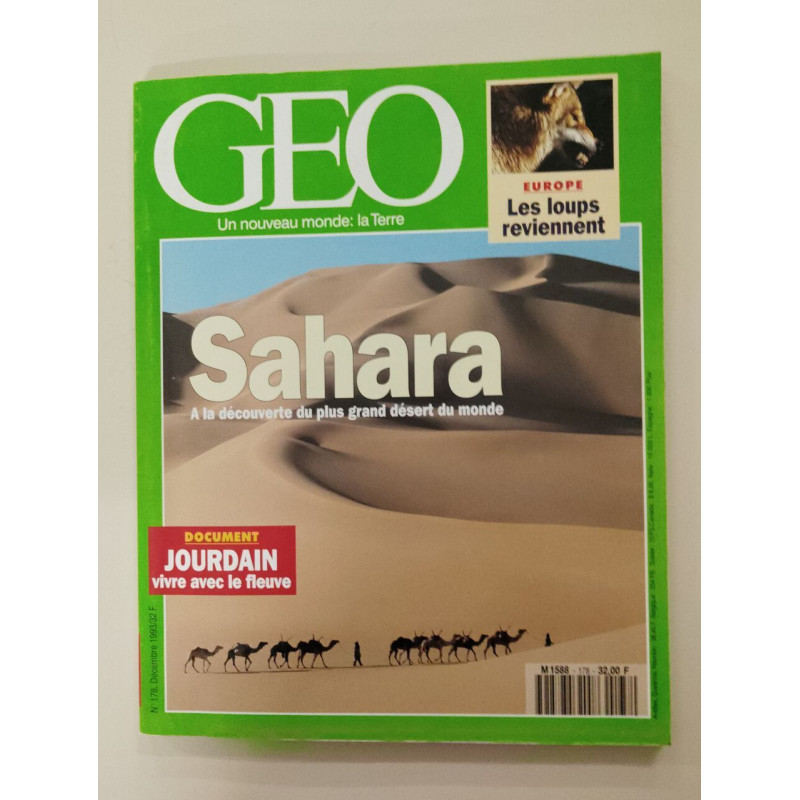 GEO
Un nouveau monde: la Terre
EUROPE
Les loups
reviennent
Sahara
A la découverte du plus grand désert du monde
DOCUMENT
JOURDAIN
vivre avec le fleuve
N° 178, Décembre 1993/32 F
M 1588 - 178 - 32,00 F